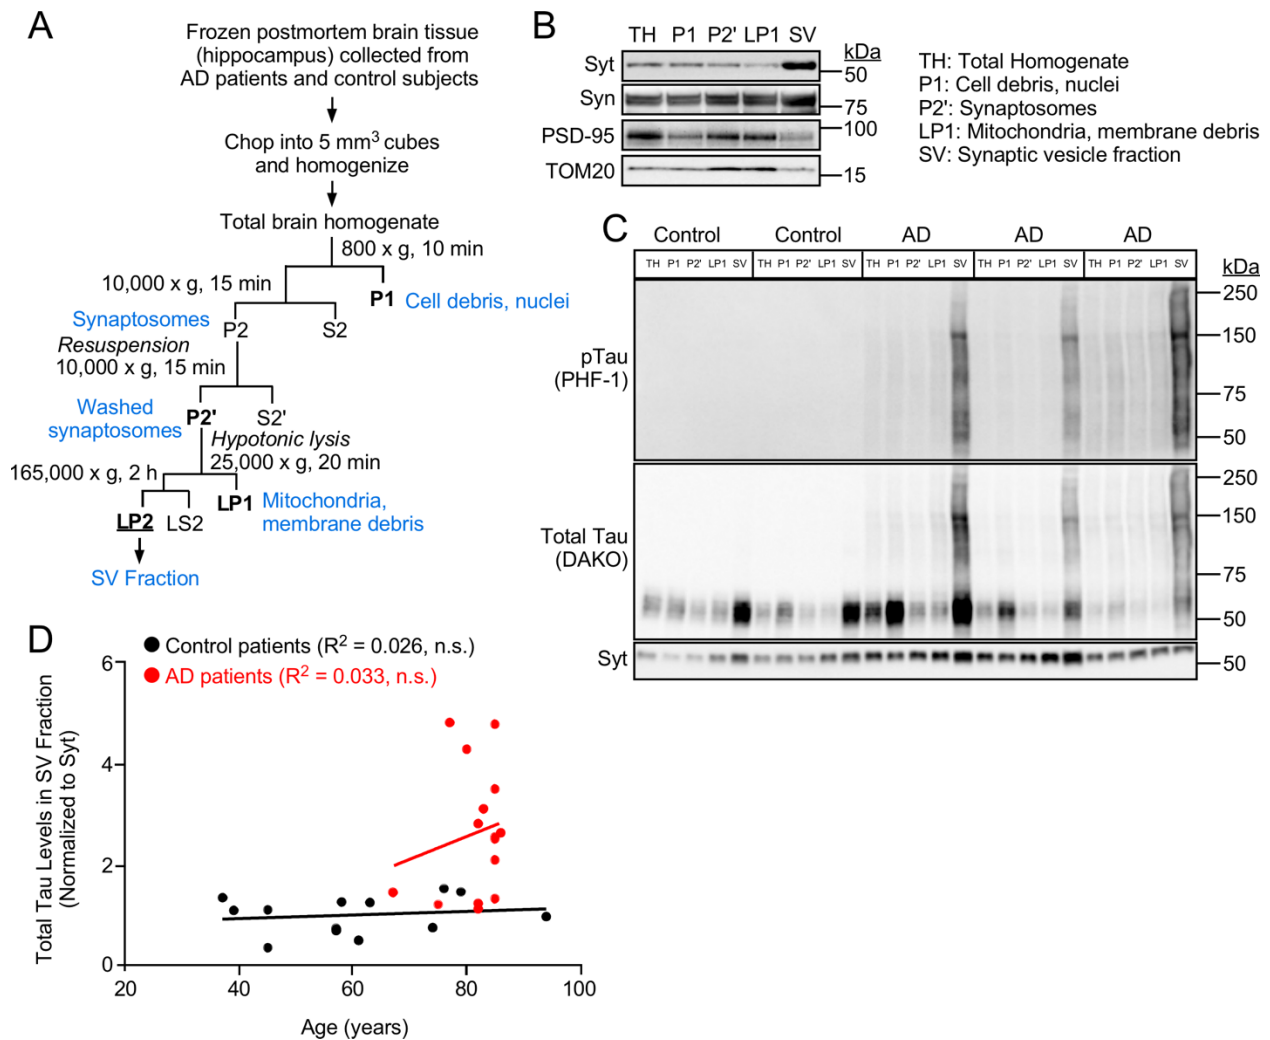 A
Frozen postmortem brain tissue
(hippocampus) collected from
AD patients and control subjects
Chop into 5 mm³ cubes
and homogenize
Total brain homogenate
800 x g, 10 min
10,000 x g, 15 min
P1
Cell debris, nuclei
Synaptosomes
P2
S2
Resuspension
10,000 x g, 15 min
Washed
synaptosomes
P2'
S2'
Hypotonic lysis
25,000 x g, 20 min
165,000 x g, 2 h
LP1
Mitochondria,
membrane debris
LP2
LS2
SV Fraction
B
TH P1 P2' LP1 SV
kDa
Syt
50
Syn
75
PSD-95
100
TOM20
15
TH: Total Homogenate
P1: Cell debris, nuclei
P2': Synaptosomes
LP1: Mitochondria, membrane debris
SV: Synaptic vesicle fraction
C
Control Control AD AD AD
TH P1 P2' LP1 SV TH P1 P2' LP1 SV TH P1 P2' LP1 SV TH P1 P2' LP1 SV TH P1 P2' LP1 SV
kDa
250
150
pTau
(PHF-1)
75
50
250
150
Total Tau
(DAKO)
75
50
Syt
50
D
Control patients (R² = 0.026, n.s.)
AD patients (R² = 0.033, n.s.)
Total Tau Levels in SV Fraction
(Normalized to Syt)
6
4
2
0
20 40 60 80 100
Age (years)